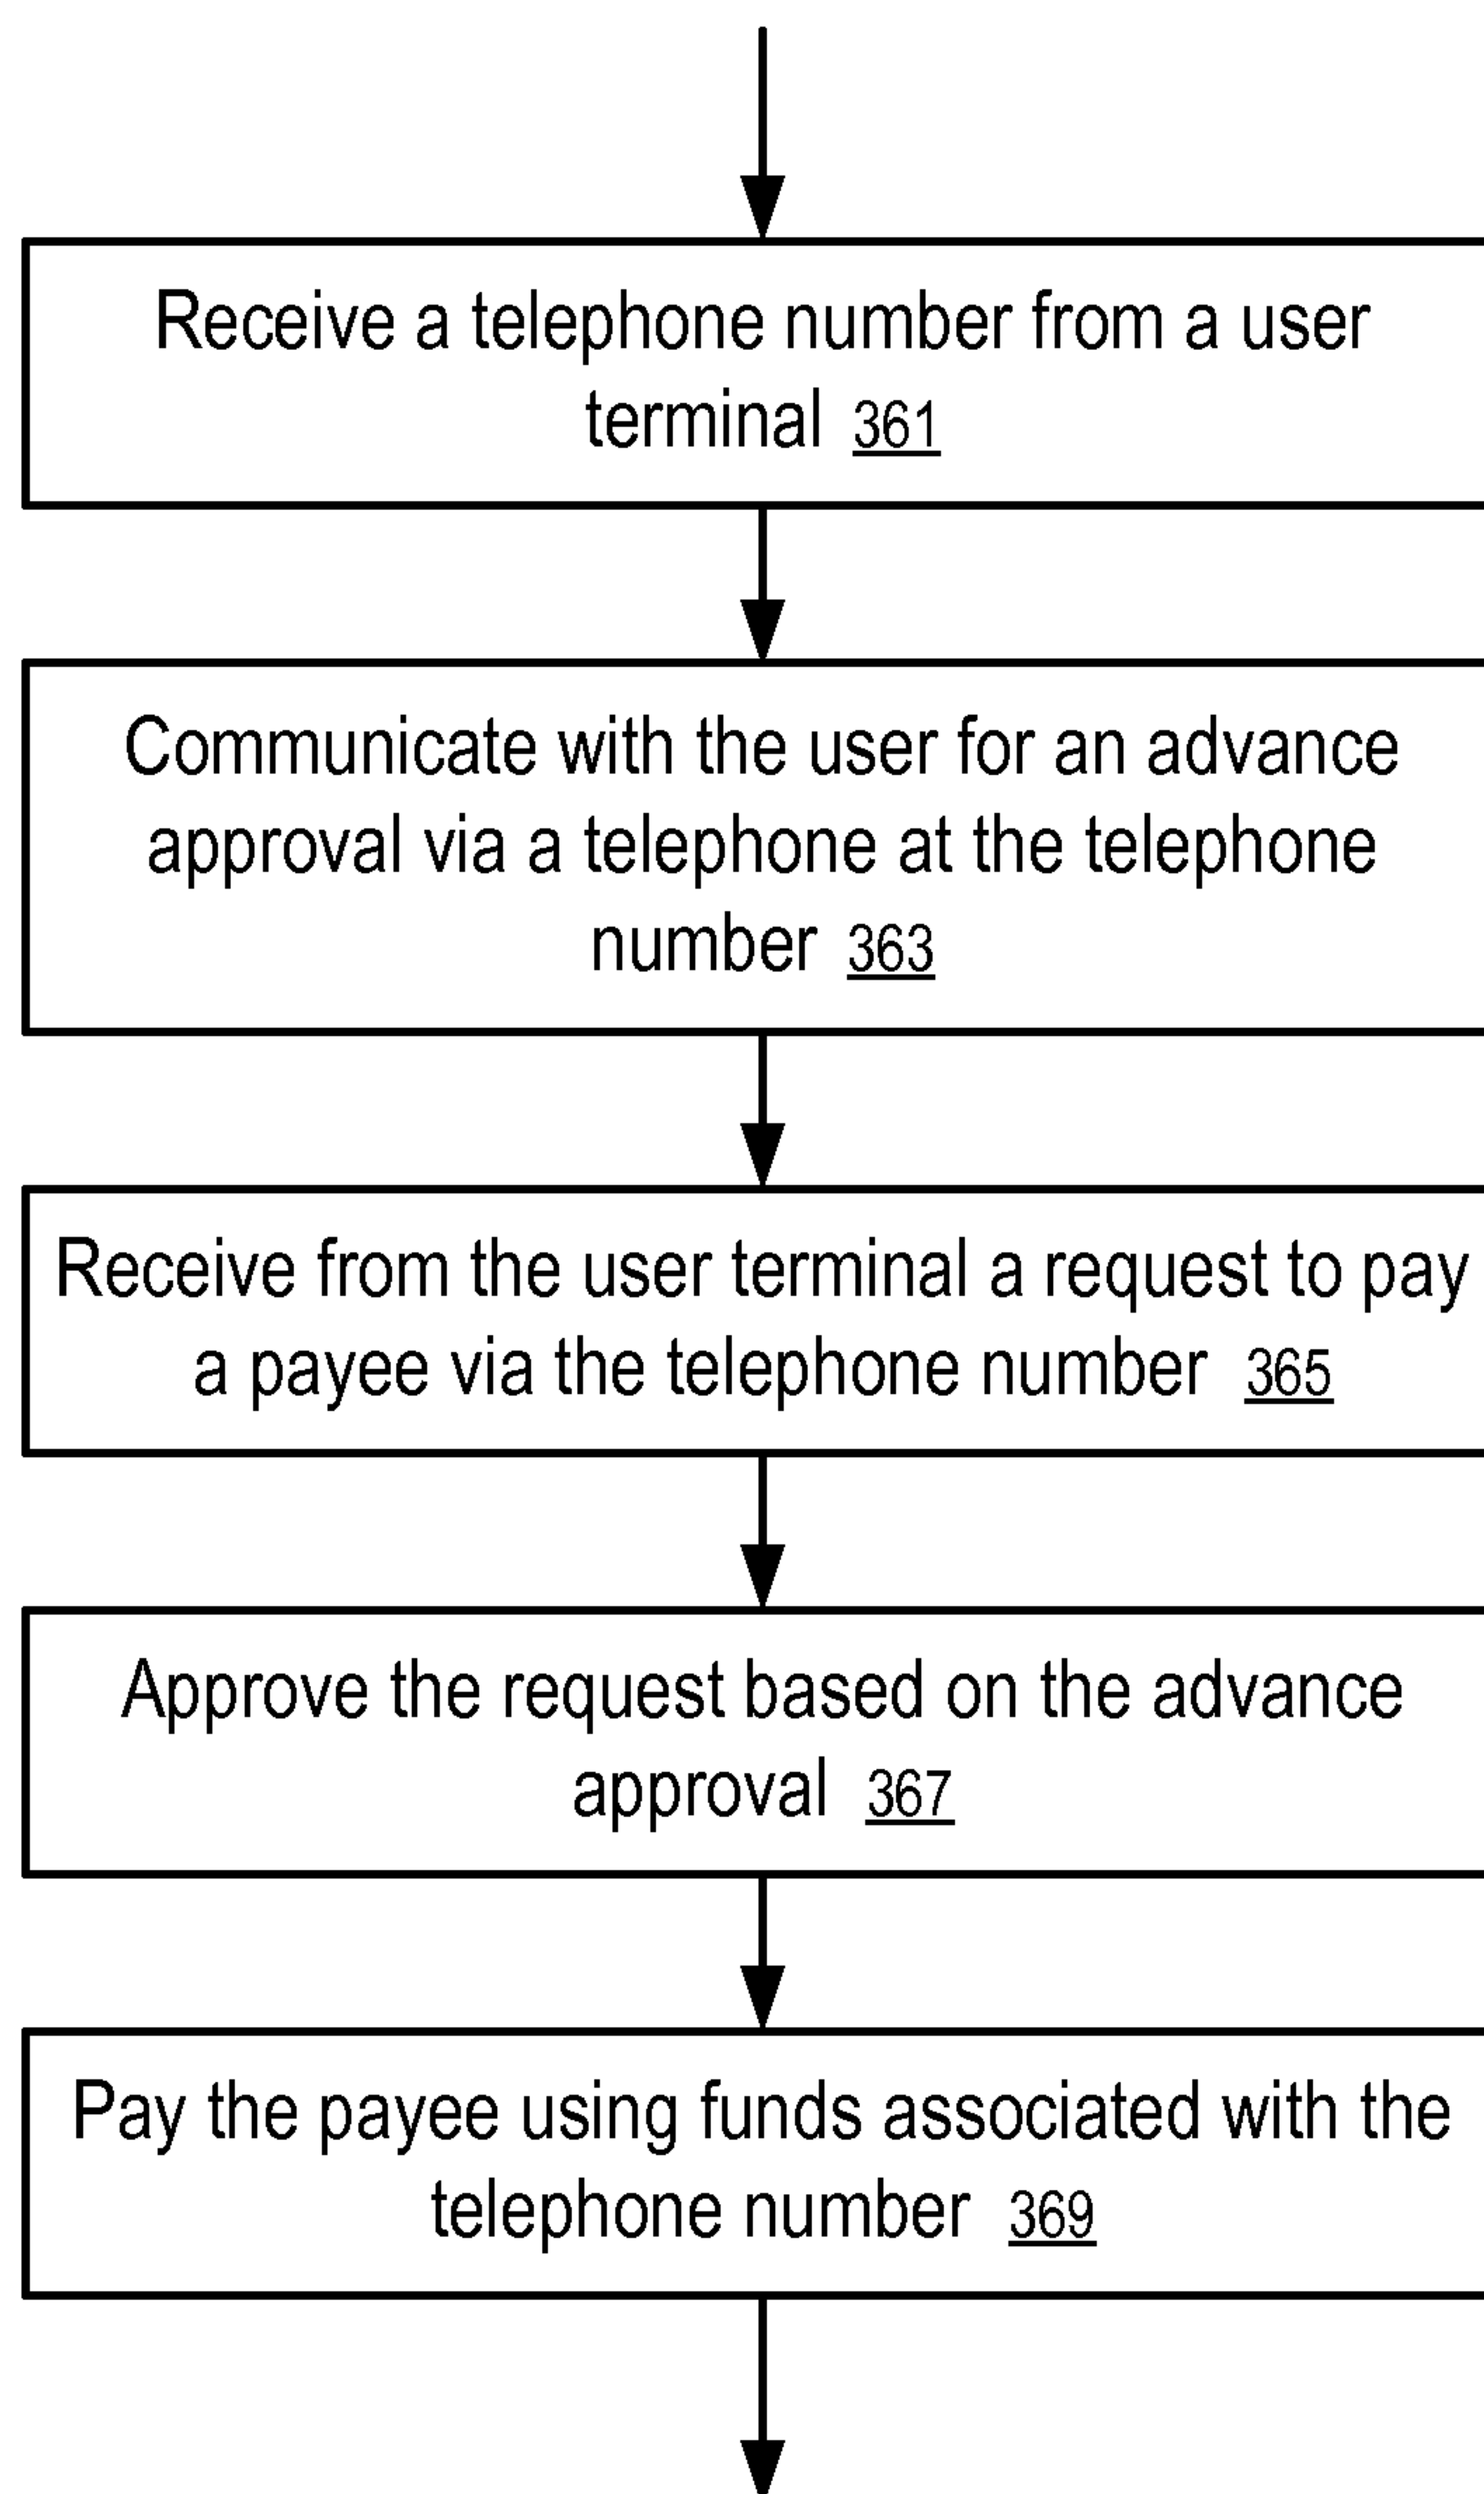 Receive a telephone number from a user
terminal 361
Communicate with the user for an advance
approval via a telephone at the telephone
number 363
Receive from the user terminal a request to pay
a payee via the telephone number 365
Approve the request based on the advance
approval 367
Pay the payee using funds associated with the
telephone number 369